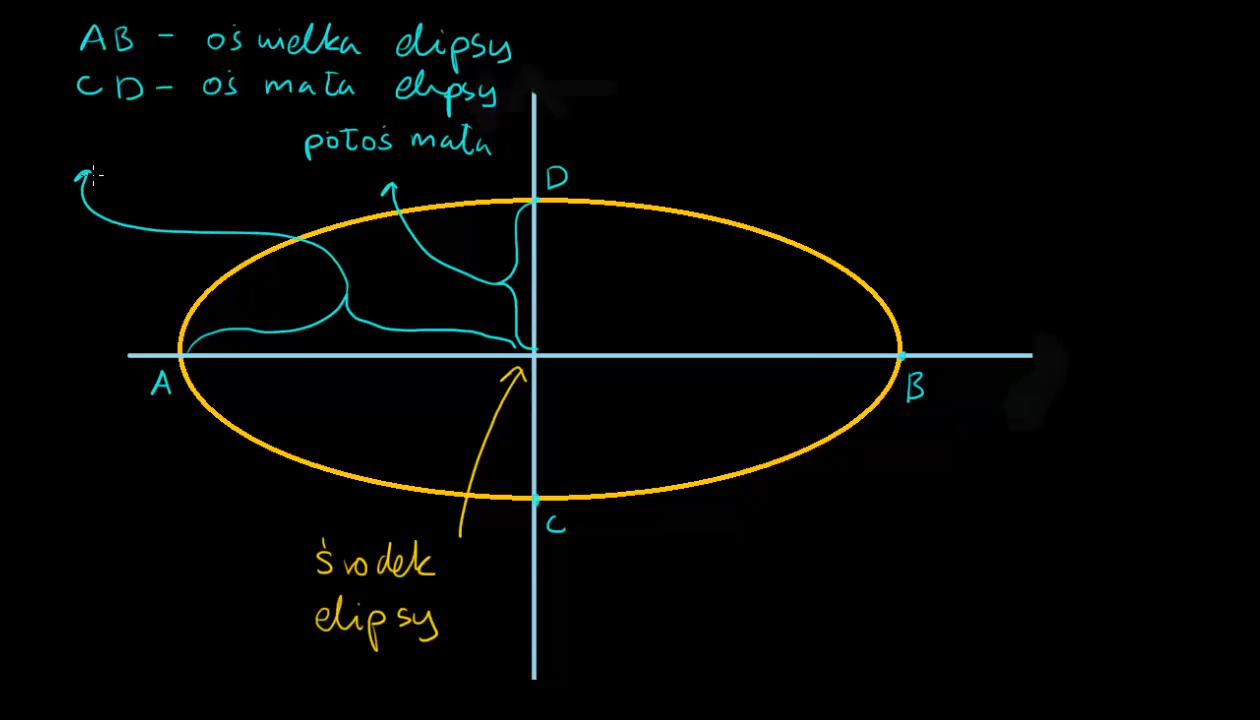 AB - oś wielka elipsy
CD - oś mała elipsy
półoś mała
D
A
B
C
środek
elipsy